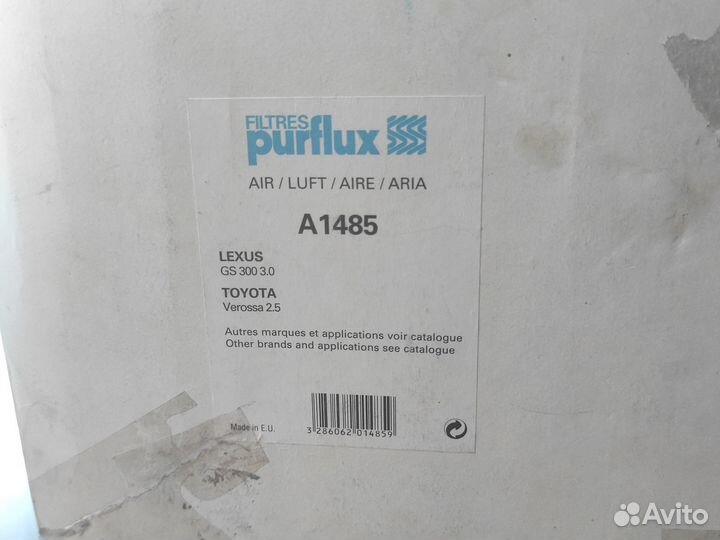 FILTRES
purflux
AIR / LUFT / AIRE / ARIA
A1485
LEXUS
GS 300 3.0
TOYOTA
Verossa 2.5
Autres marques et applications voir catalogue
Other brands and applications see catalogue
Made in E.U.
3 286062 014859
Avito